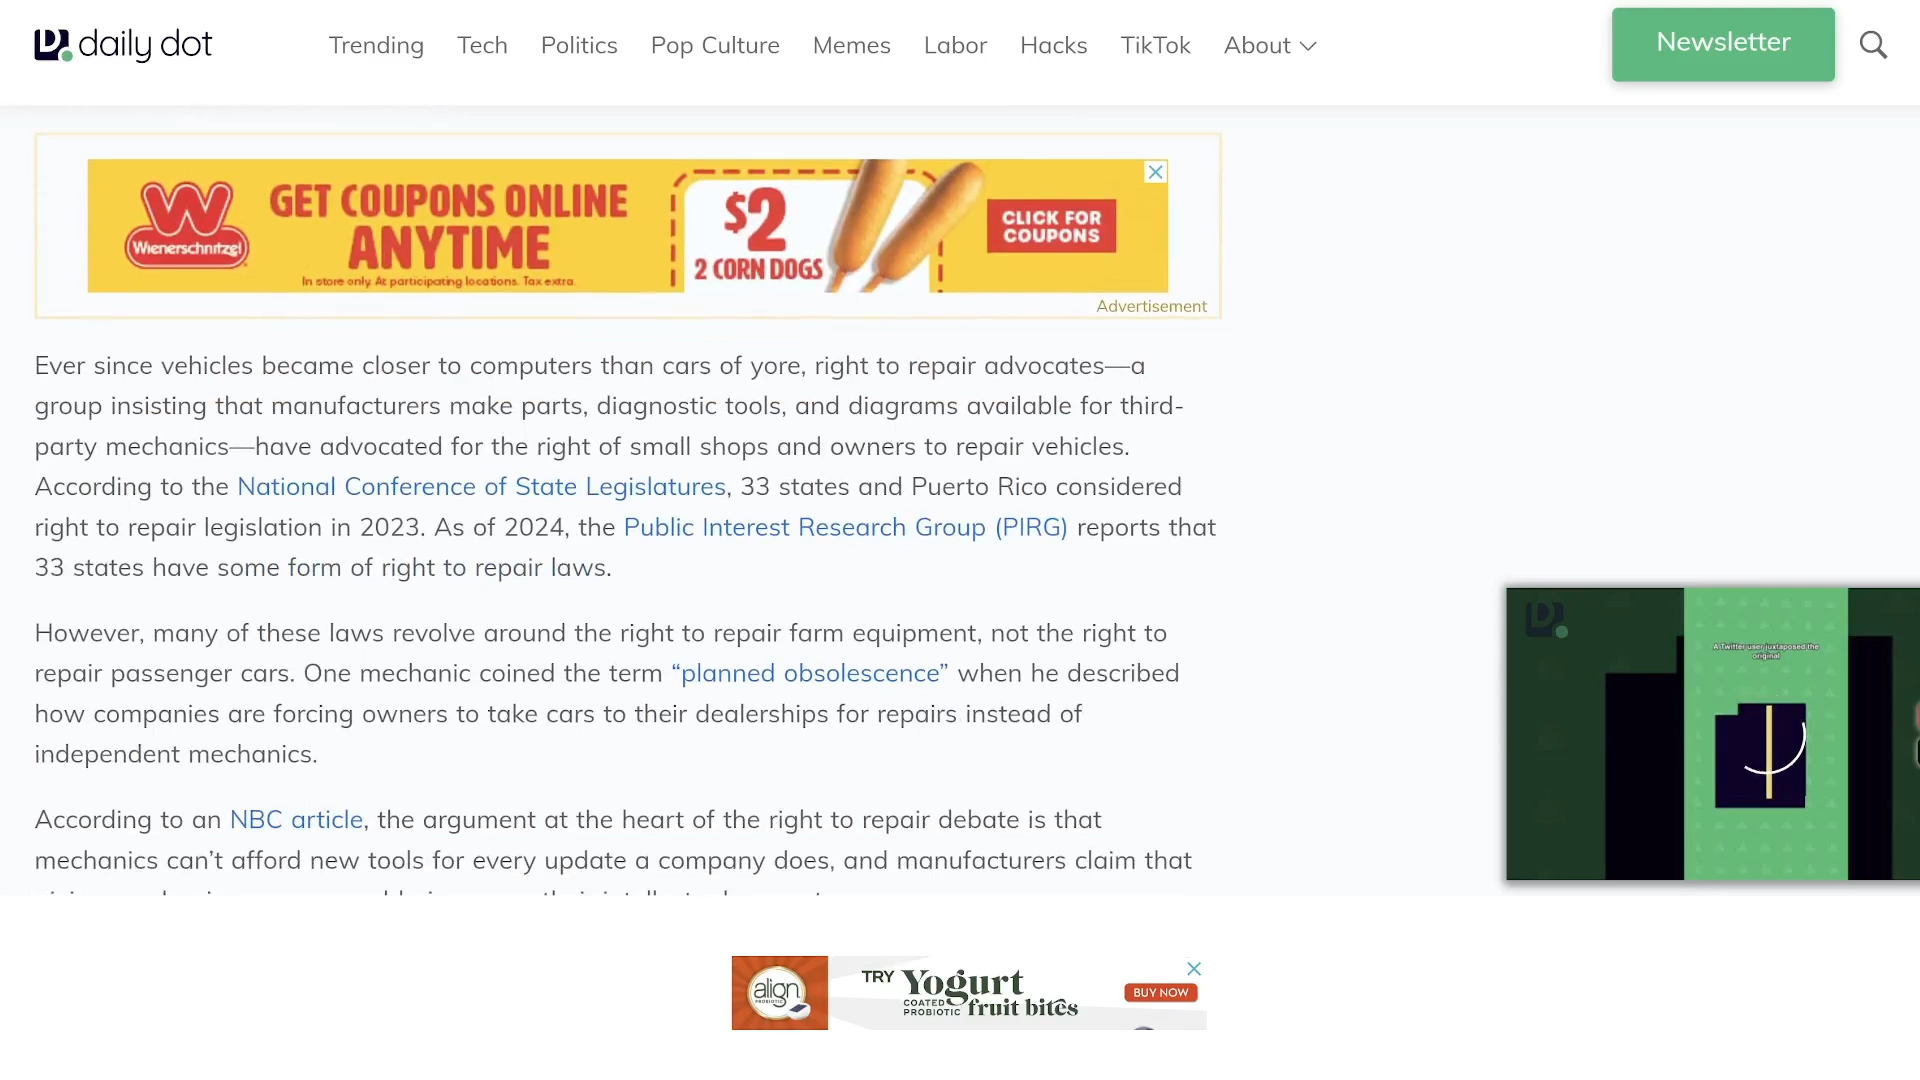 daily dot
Trending Tech Politics Pop Culture Memes Labor Hacks TikTok About
Newsletter
W
Wienerschnitzel
GET COUPONS ONLINE
ANYTIME
In store only. At participating locations. Tax extra.
$2
2 CORN DOGS
CLICK FOR
COUPONS
Advertisement
Ever since vehicles became closer to computers than cars of yore, right to repair advocates—a
group insisting that manufacturers make parts, diagnostic tools, and diagrams available for third-
party mechanics—have advocated for the right of small shops and owners to repair vehicles.
According to the National Conference of State Legislatures, 33 states and Puerto Rico considered
right to repair legislation in 2023. As of 2024, the Public Interest Research Group (PIRG) reports that
33 states have some form of right to repair laws.
However, many of these laws revolve around the right to repair farm equipment, not the right to
repair passenger cars. One mechanic coined the term “planned obsolescence” when he described
how companies are forcing owners to take cars to their dealerships for repairs instead of
independent mechanics.
A Twitter user juxtaposed the
original
According to an NBC article, the argument at the heart of the right to repair debate is that
mechanics can’t afford new tools for every update a company does, and manufacturers claim that
align
PROBIOTIC
TRY Yogurt
COATED
PROBIOTIC fruit bites
BUY NOW